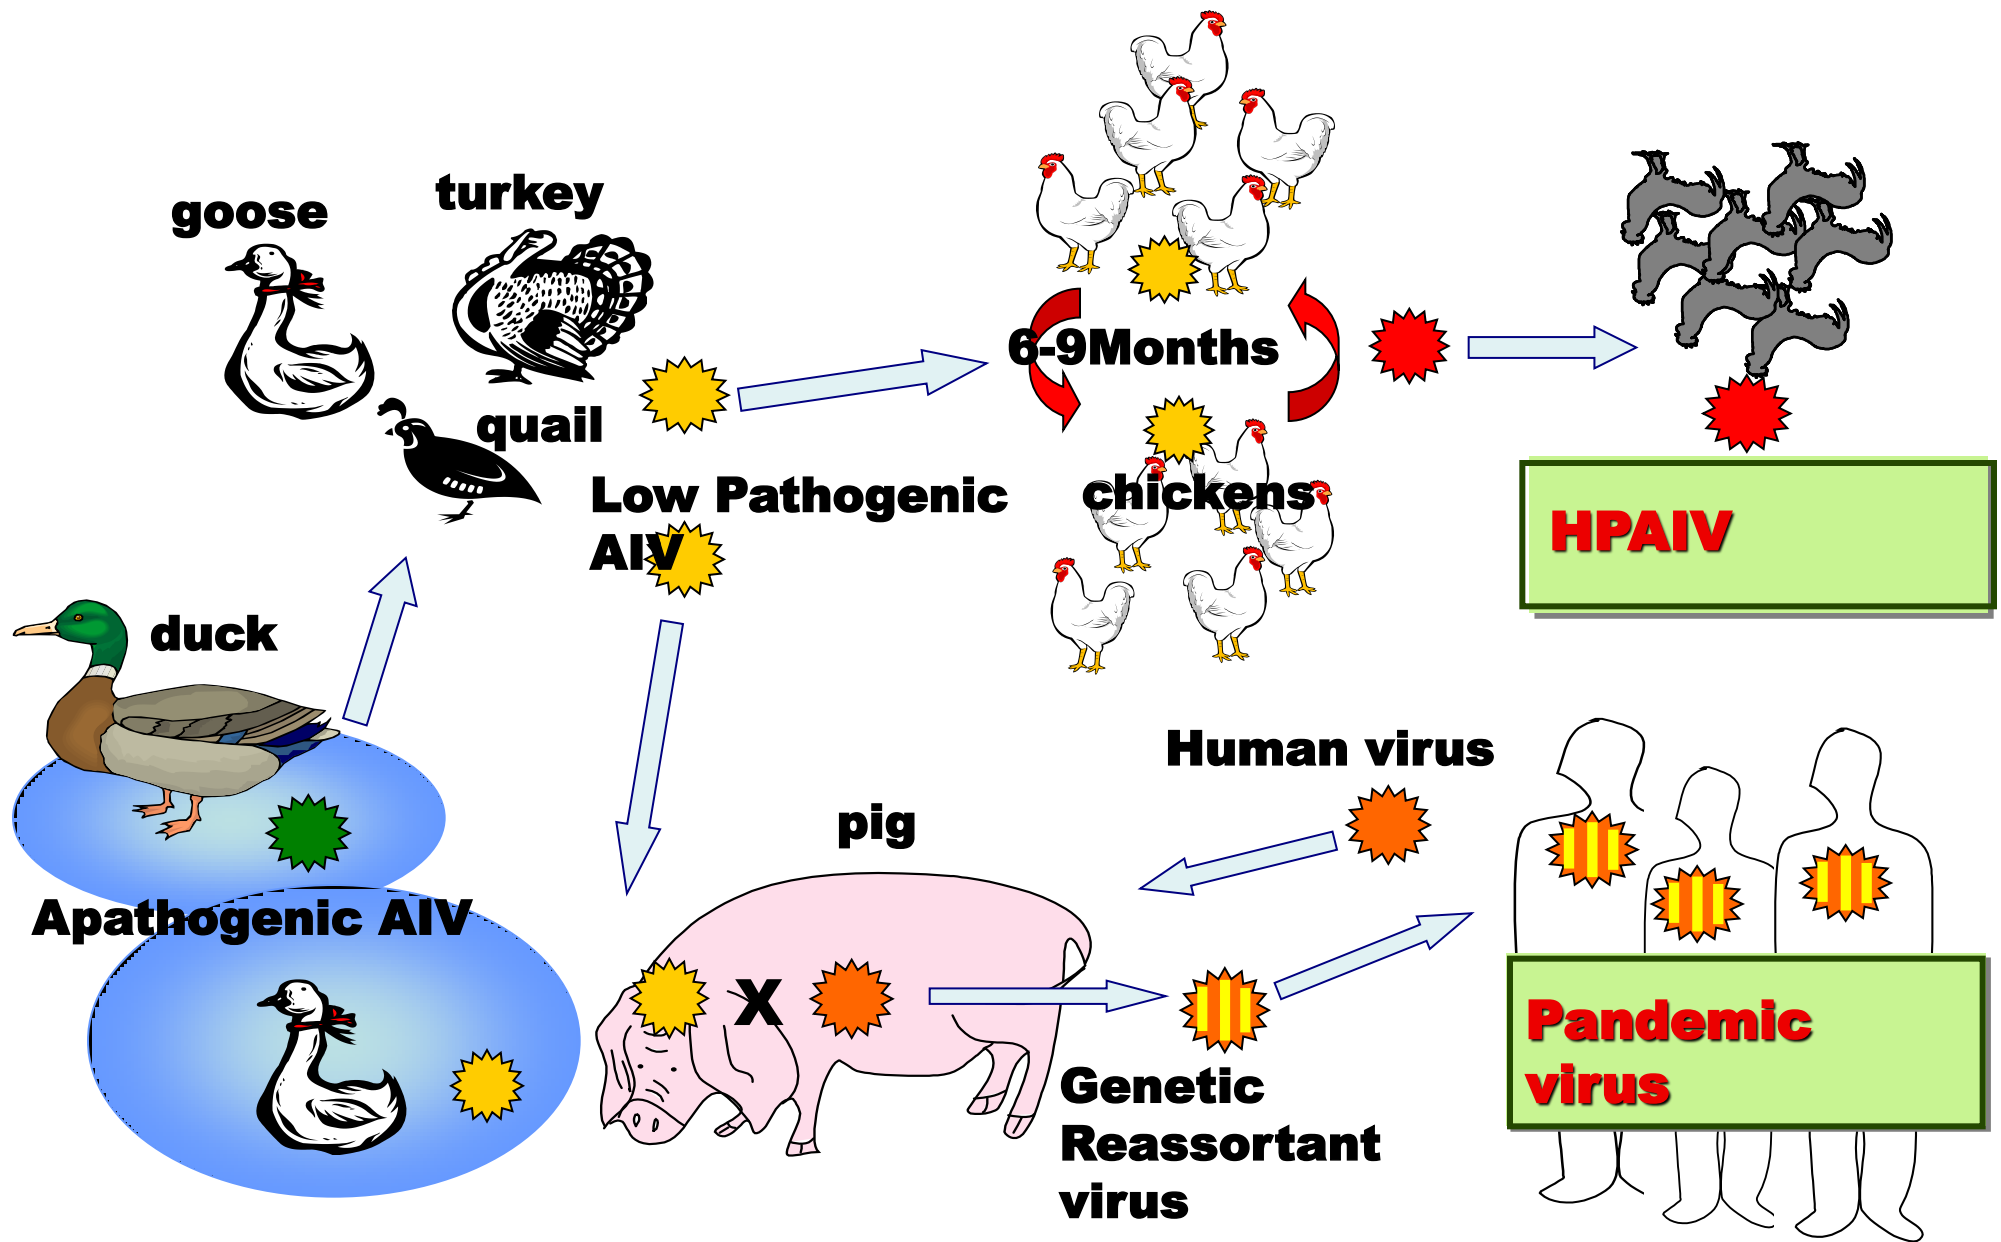 goose
turkey
quail
6-9Months
Low Pathogenic
AIV
chickens
HPAIV
duck
Apathogenic AIV
pig
X
Human virus
Genetic
Reassortant
virus
Pandemic
virus